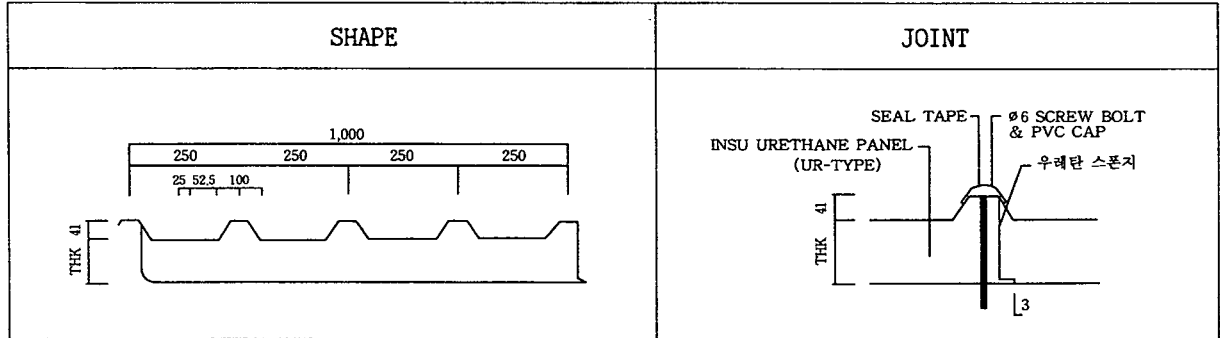 SHAPE
JOINT
1,000
250 250 250 250
25 52.5 100
41
THK
SEAL TAPE
Ø6 SCREW BOLT
& PVC CAP
INSU URETHANE PANEL
(UR-TYPE)
우레탄 스폰지
41
THK
3